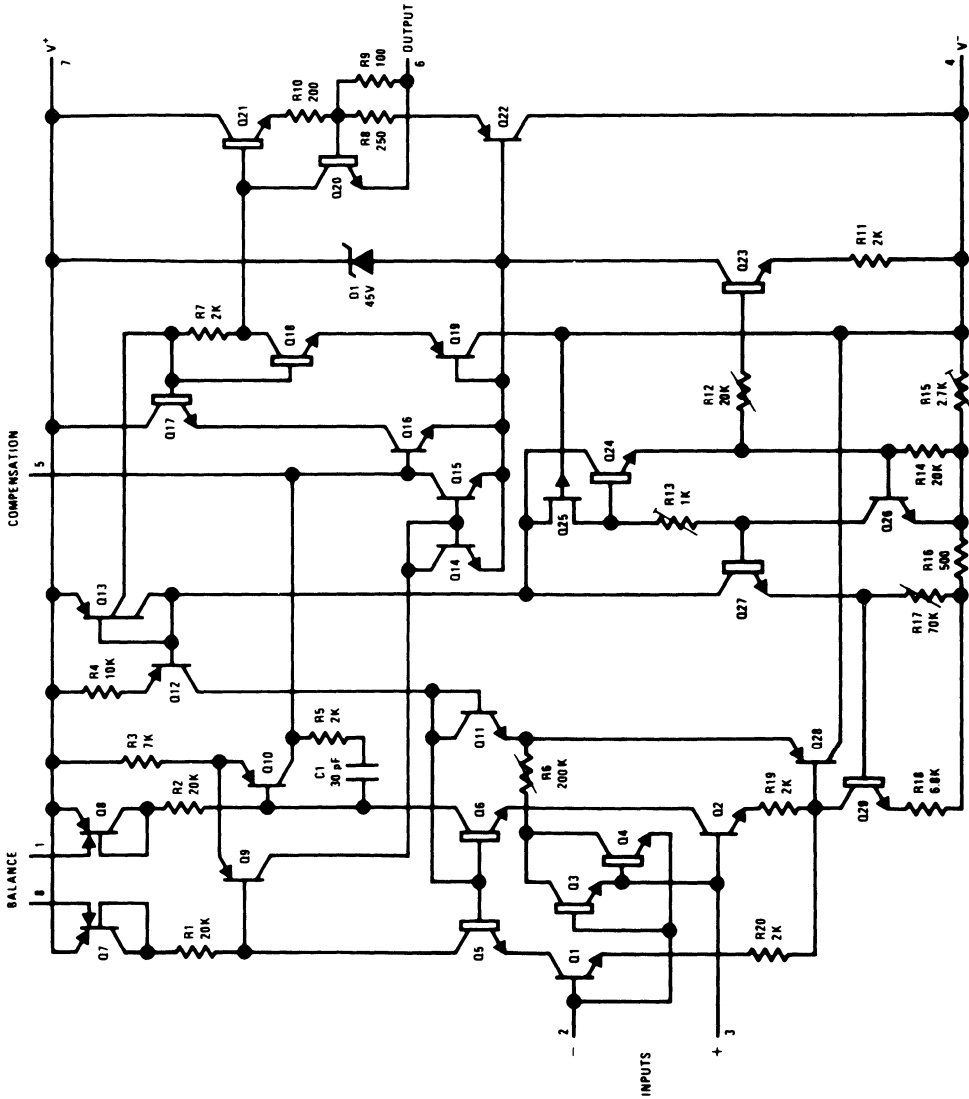 COMPENSATION
BALANCE
8
1
5
V+
7
Q7
Q8
R1
20K
R2
20K
R3
7K
R4
10K
Q9
Q10
R5
2K
C1
30 pF
Q12
Q13
Q17
R7
2K
Q18
Q19
Q16
Q15
Q14
D1
45V
Q21
R10
200
R9
100
Q20
R8
250
OUTPUT
6
Q22
Q5
Q6
Q11
R6
200K
Q3
Q4
Q1
Q2
INPUTS
−
2
+
3
R20
2K
R19
2K
Q28
Q29
R18
6.8K
Q25
Q24
R13
1K
R12
20K
Q27
Q26
Q23
R11
2K
R17
70K
R16
500
R14
20K
R15
2.7K
4
V−